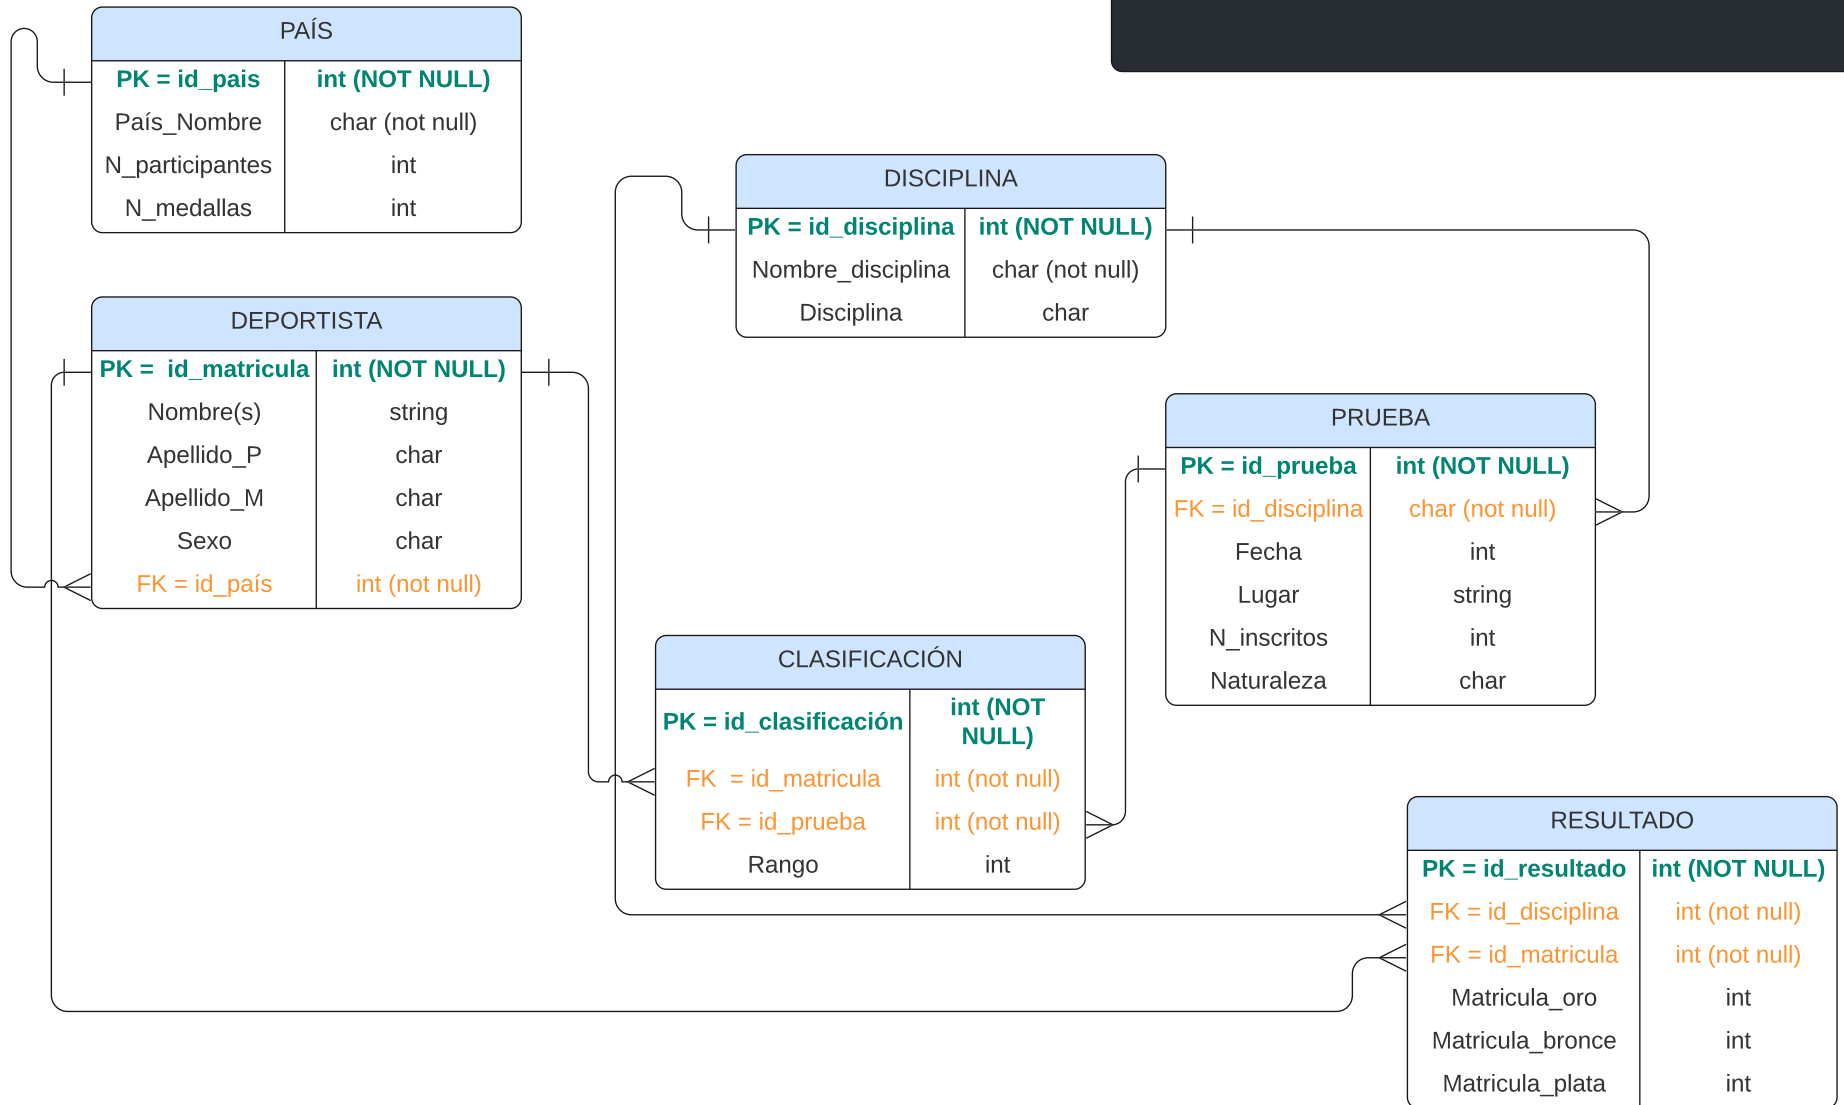 PAÍS
PK = id_pais int (NOT NULL)
País_Nombre char (not null)
N_participantes int
N_medallas int
DISCIPLINA
PK = id_disciplina int (NOT NULL)
Nombre_disciplina char (not null)
Disciplina char
DEPORTISTA
PK =  id_matricula int (NOT NULL)
Nombre(s) string
Apellido_P char
Apellido_M char
Sexo char
FK = id_país int (not null)
PRUEBA
PK = id_prueba int (NOT NULL)
FK = id_disciplina char (not null)
Fecha int
Lugar string
N_inscritos int
Naturaleza char
CLASIFICACIÓN
PK = id_clasificación int (NOT
NULL)
FK  = id_matricula int (not null)
FK = id_prueba int (not null)
Rango int
RESULTADO
PK = id_resultado int (NOT NULL)
FK = id_disciplina int (not null)
FK = id_matricula int (not null)
Matricula_oro int
Matricula_bronce int
Matricula_plata int